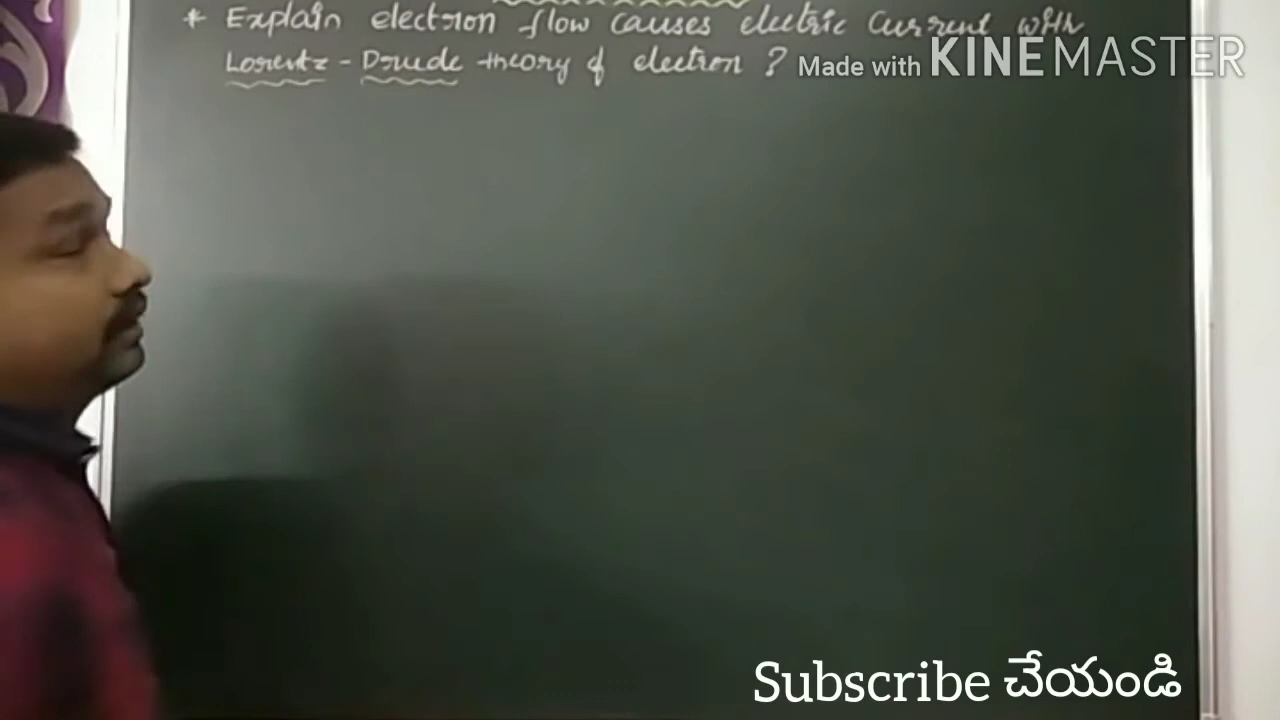 * Explain electron flow causes electric current with
Lorentz - Drude theory of electron ?
Made with KINEMASTER
Subscribe చేయండి